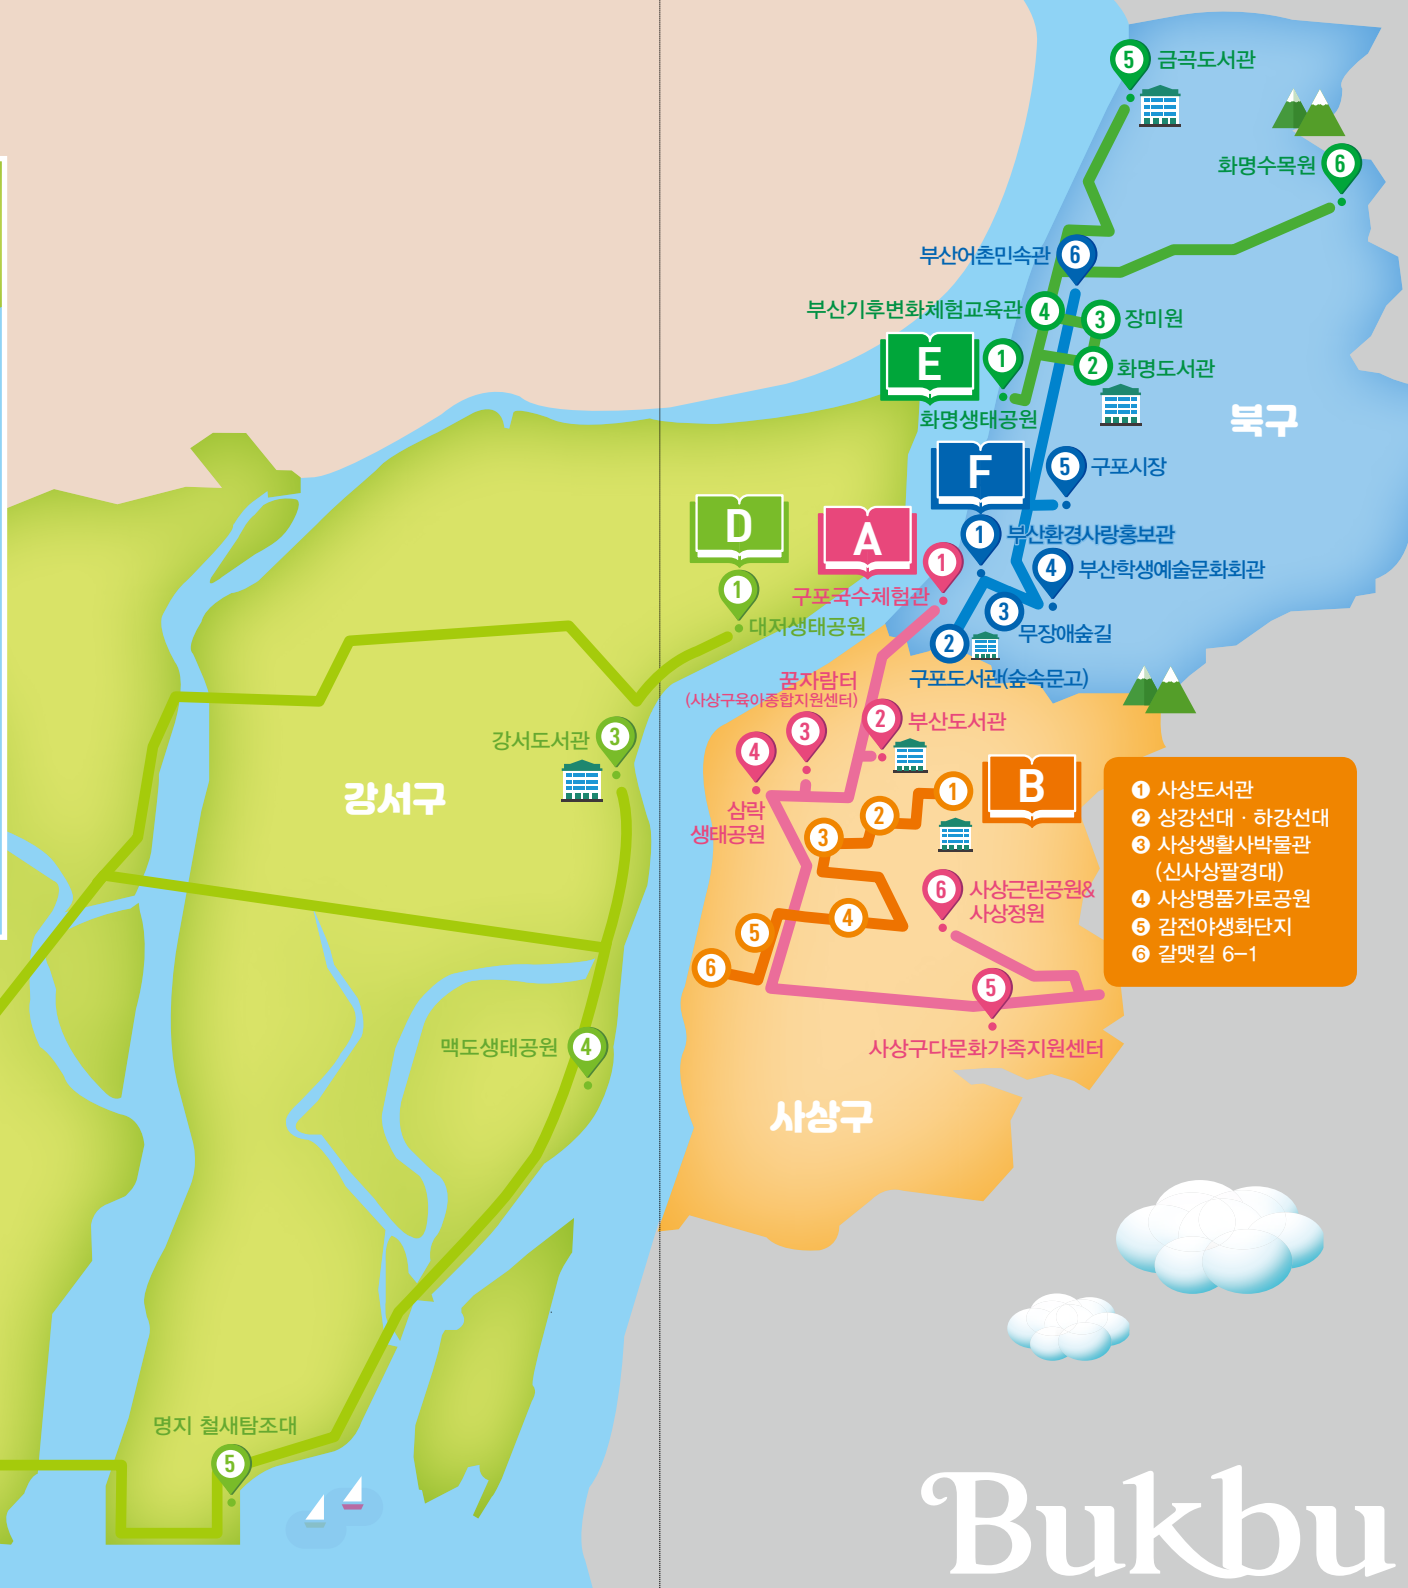 5 금곡도서관
화명수목원 6
부산어촌민속관 6
부산기후변화체험교육관 4
3 장미원
E
1
2 화명도서관
화명생태공원
북구
F
5 구포시장
D
A
1 부산환경사랑홍보관
1
4 부산학생예술문화회관
1
구포국수체험관
3
대저생태공원
무장애숲길
2
구포도서관(숲속문고)
꿈자람터
(사상구육아종합지원센터)
강서도서관 3
3
2 부산도서관
4
강서구
삼락
생태공원
B
1
2
3
❶ 사상도서관
❷ 상강선대 · 하강선대
❸ 사상생활사박물관
(신사상팔경대)
❹ 사상명품가로공원
❺ 감전야생화단지
❻ 갈맷길 6-1
6 사상근린공원&
사상정원
4
5
6
5
맥도생태공원 4
사상구다문화가족지원센터
사상구
명지 철새탐조대
5
Bukbu